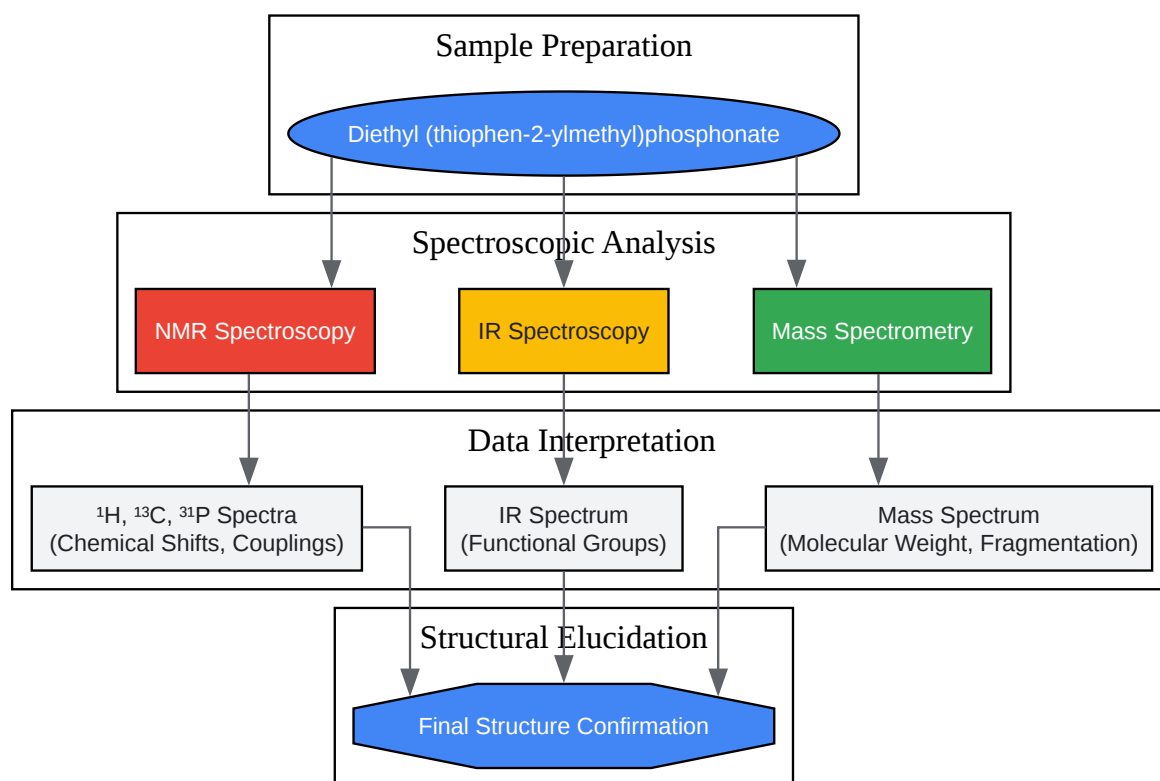 Sample Preparation
Diethyl (thiophen-2-ylmethyl)phosphonate
Spectroscopic Analysis
NMR Spectroscopy
IR Spectroscopy
Mass Spectrometry
Data Interpretation
¹H, ¹³C, ³¹P Spectra
(Chemical Shifts, Couplings)
IR Spectrum
(Functional Groups)
Mass Spectrum
(Molecular Weight, Fragmentation)
Structural Elucidation
Final Structure Confirmation